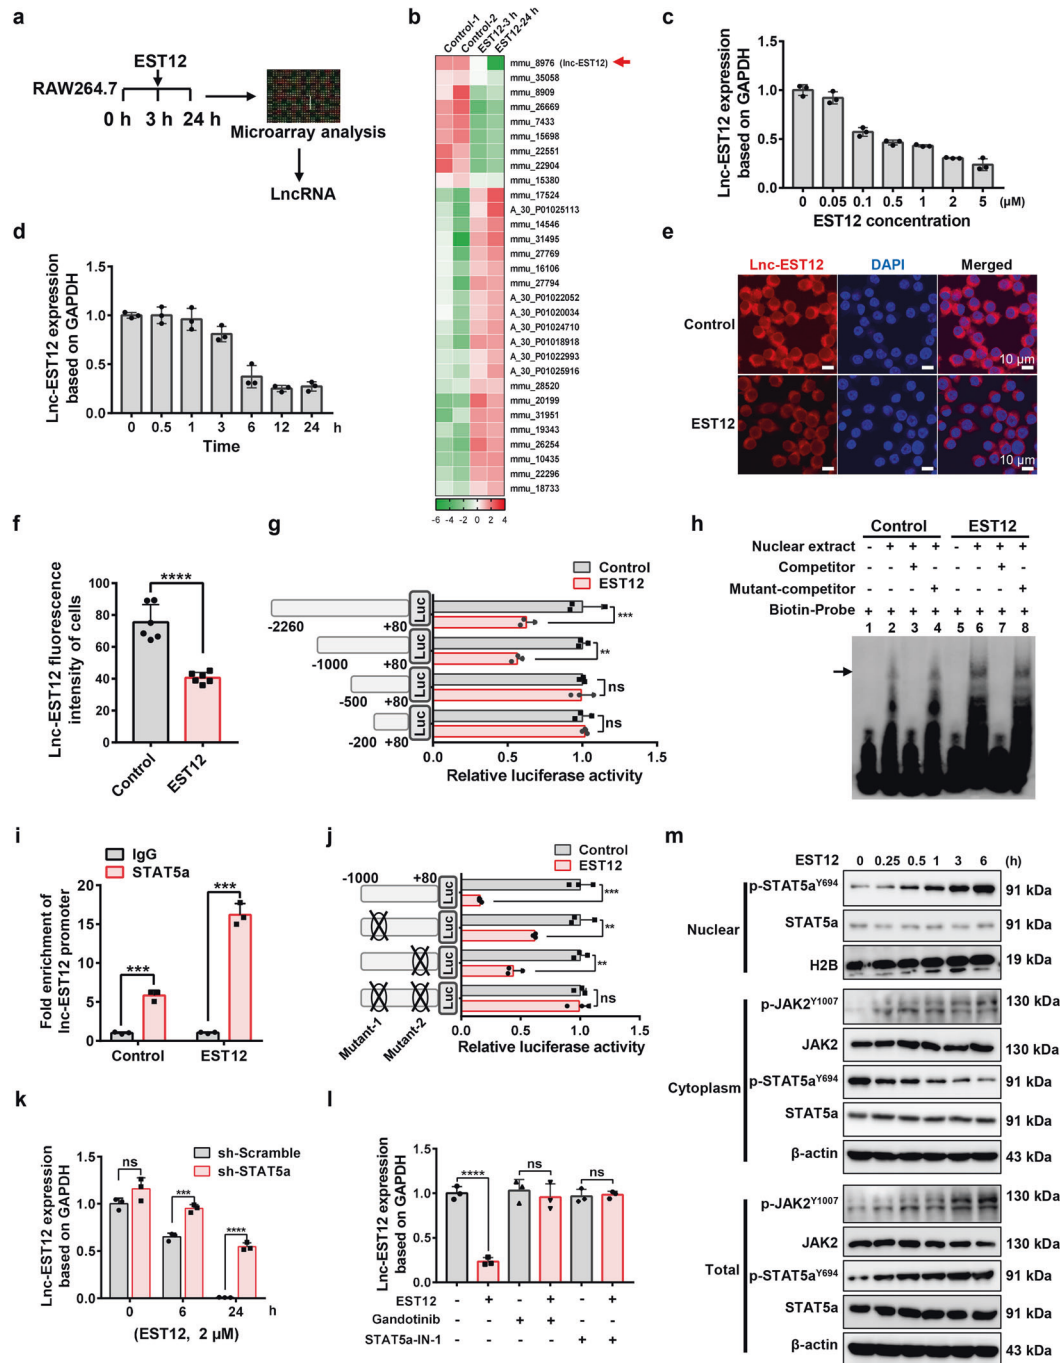 a
EST12
RAW264.7
0 h 3 h 24 h
Microarray analysis
LncRNA
b
Control-1
Control-2
EST12-3 h
EST12-24 h
mmu_8976 (lnc-EST12)
mmu_35058
mmu_8909
mmu_26669
mmu_7433
mmu_15698
mmu_22551
mmu_22904
mmu_15380
mmu_17524
A_30_P01025113
mmu_14546
mmu_31495
mmu_27769
mmu_16106
mmu_27794
A_30_P01022052
A_30_P01020034
A_30_P01024710
A_30_P01018918
A_30_P01022993
A_30_P01025916
mmu_28520
mmu_20199
mmu_31951
mmu_19343
mmu_26254
mmu_10435
mmu_22296
mmu_18733
-6 -4 -2 0 2 4
c
Lnc-EST12 expression
based on GAPDH
1.5
1.0
0.5
0.0
0 0.05 0.1 0.5 1 2 5 (μM)
EST12 concentration
d
Lnc-EST12 expression
based on GAPDH
1.5
1.0
0.5
0.0
0 0.5 1 3 6 12 24 h
Time
e
Lnc-EST12 DAPI Merged
Control
10 μm
EST12
10 μm
f
Lnc-EST12 fluorescence
intensity of cells
100
80
60
40
20
0
****
Control
EST12
g
Control
EST12
-2260 +80 Luc ***
-1000 +80 Luc **
-500 +80 Luc ns
-200 +80 Luc ns
0.0 0.5 1.0 1.5
Relative luciferase activity
h
Control EST12
Nuclear extract - + + + - + + +
Competitor + +
Mutant-competitor + +
Biotin-Probe + + + + + + + +
1 2 3 4 5 6 7 8
i
IgG
STAT5a
Fold enrichment of
lnc-EST12 promoter
20
15
10
5
0
***
***
Control EST12
j
Control
EST12
-1000 +80
Luc ***
Luc **
Luc **
Luc ns
Mutant-1 Mutant-2
0.0 0.5 1.0 1.5
Relative luciferase activity
k
sh-Scramble
sh-STAT5a
Lnc-EST12 expression
based on GAPDH
1.5
1.0
0.5
0.0
ns
***
****
0 6 24 h
(EST12, 2 μM)
l
Lnc-EST12 expression
based on GAPDH
1.5
1.0
0.5
0.0
****
ns
ns
EST12 - + - + - +
Gandotinib - - + + - -
STAT5a-IN-1 - - - - + +
m
EST12 0 0.25 0.5 1 3 6 (h)
Nuclear
p-STAT5aY694 91 kDa
STAT5a 91 kDa
H2B 19 kDa
Cytoplasm
p-JAK2Y1007 130 kDa
JAK2 130 kDa
p-STAT5aY694 91 kDa
STAT5a 91 kDa
β-actin 43 kDa
Total
p-JAK2Y1007 130 kDa
JAK2 130 kDa
p-STAT5aY694 91 kDa
STAT5a 91 kDa
β-actin 43 kDa